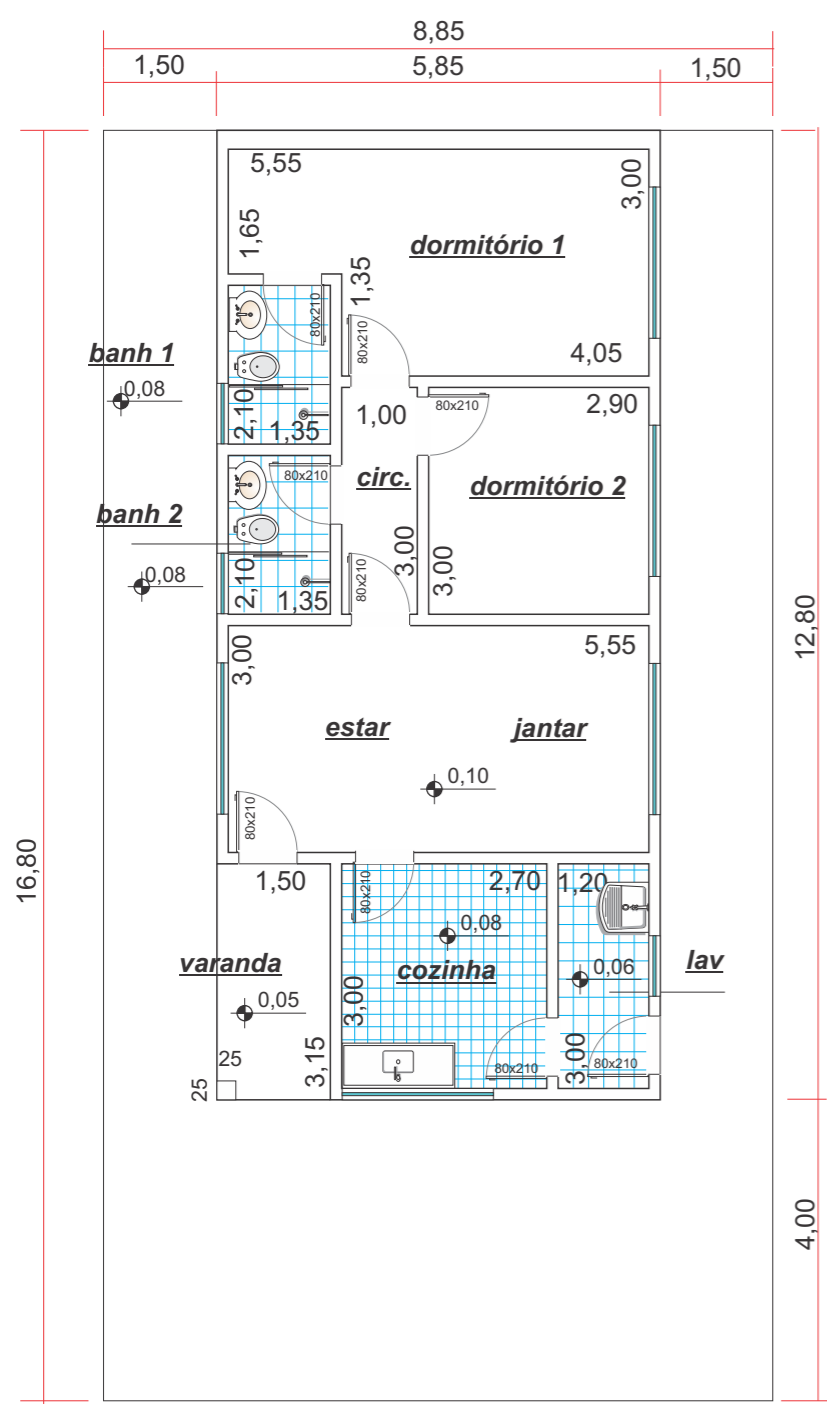 8,85
1,50
5,85
1,50
5,55
3,00
1,65
dormitório 1
1,35
80x210
80x210
banh 1
4,05
0,08
2,10
1,35
1,00
80x210
2,90
80x210
circ.
dormitório 2
banh 2
0,08
2,10
1,35
80x210
3,00
3,00
12,80
3,00
5,55
estar
jantar
0,10
80x210
16,80
1,50
80x210
2,70
1,20
0,08
varanda
cozinha
0,06
lav
0,05
3,00
25
25
3,15
80x210
3,00
80x210
4,00